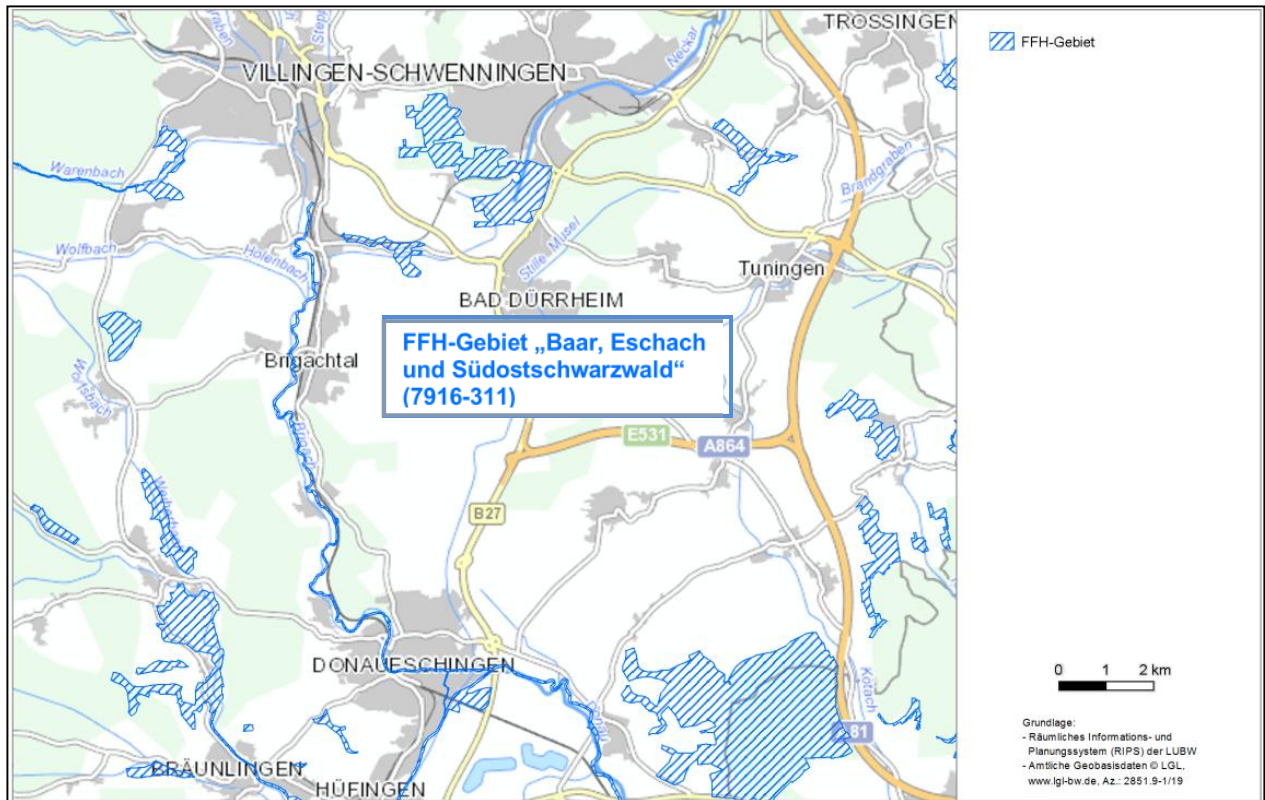 TROSSINGEN
FFH-Gebiet
Neckar
VILLINGEN-SCHWENNINGEN
Warenbach
Brandgraben
Wolfbach
Holenbach
Stille Musel
Tuningen
BAD DÜRRHEIM
FFH-Gebiet „Baar, Eschach
und Südostschwarzwald“
(7916-311)
Brigachtal
Wolfsbach
Brigach
E531
A864
B27
DONAUESCHINGEN
Donau
Kötach
A81
BRÄUNLINGEN
HÜFINGEN
0 1 2 km
Grundlage:
- Räumliches Informations- und
Planungssystem (RIPS) der LUBW
- Amtliche Geobasisdaten © LGL,
www.lgl-bw.de, Az.: 2851.9-1/19